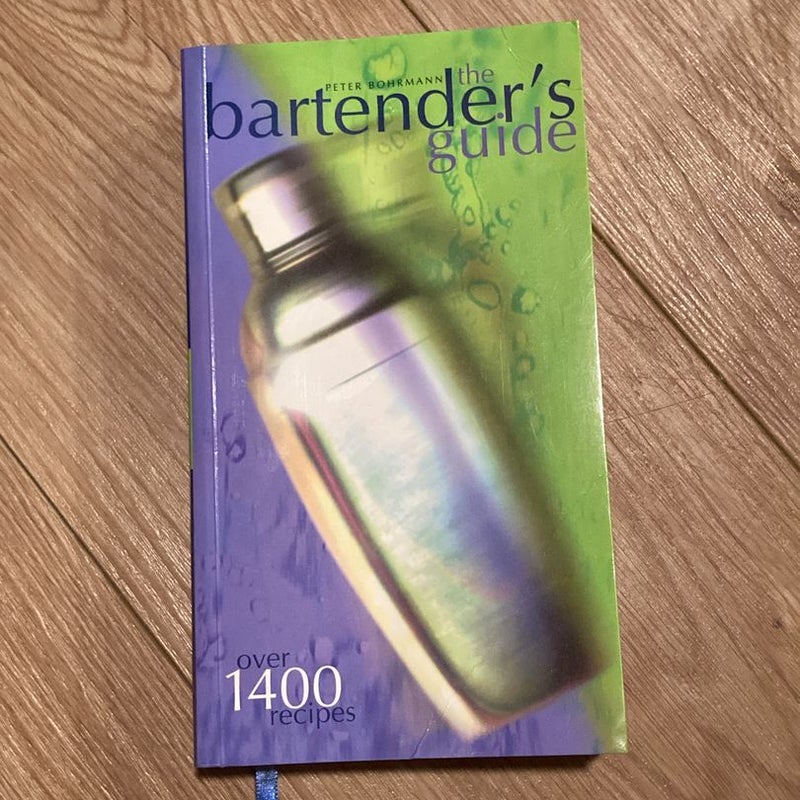 PETER BOHRMANN the
bartender's
guide
over
1400
recipes